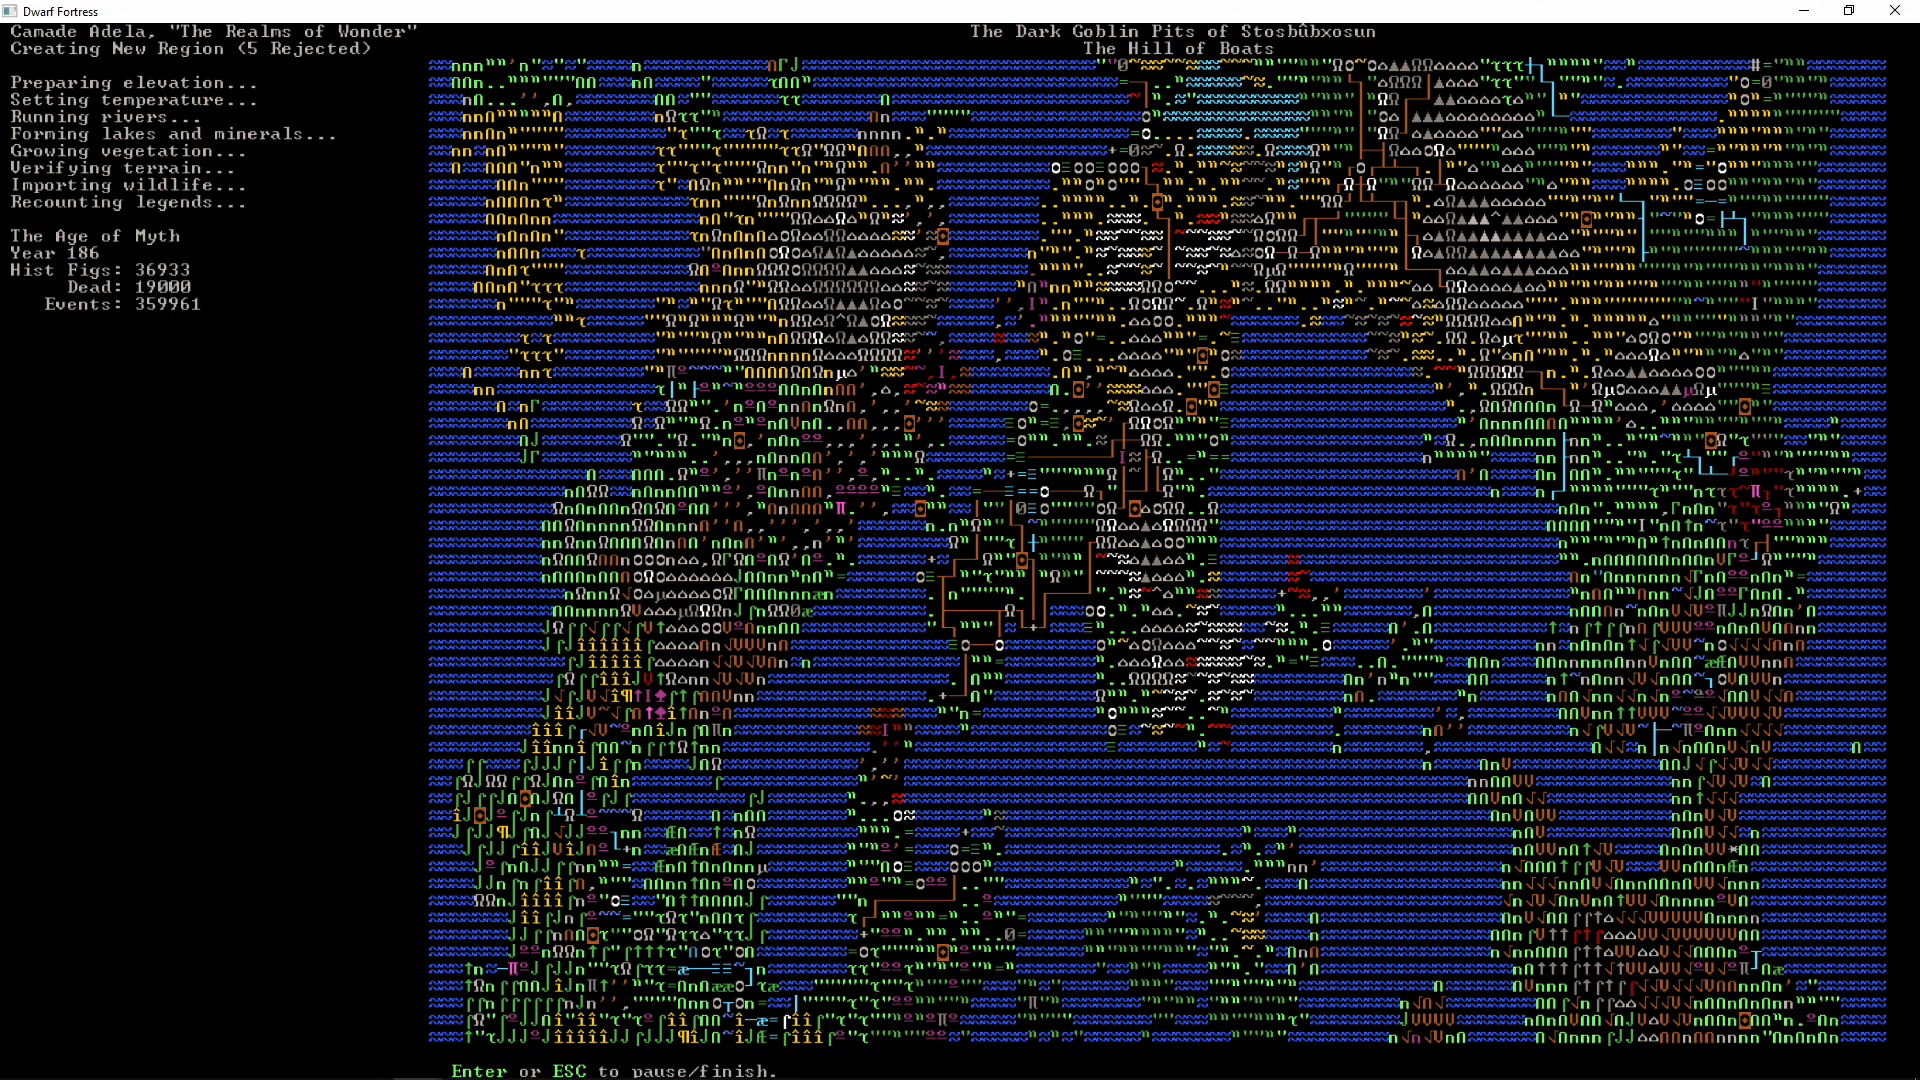 Dwarf Fortress
Camade Adela, "The Realms of Wonder"
Creating New Region (5 Rejected)
The Dark Goblin Pits of Stosbûbxosun
The Hill of Boats
Preparing elevation...
Setting temperature...
Running rivers...
Forming lakes and minerals...
Growing vegetation...
Verifying terrain...
Importing wildlife...
Recounting legends...
The Age of Myth
Year 186
Hist Figs: 36933
Dead: 19000
Events: 359961
Enter or ESC to pause/finish.